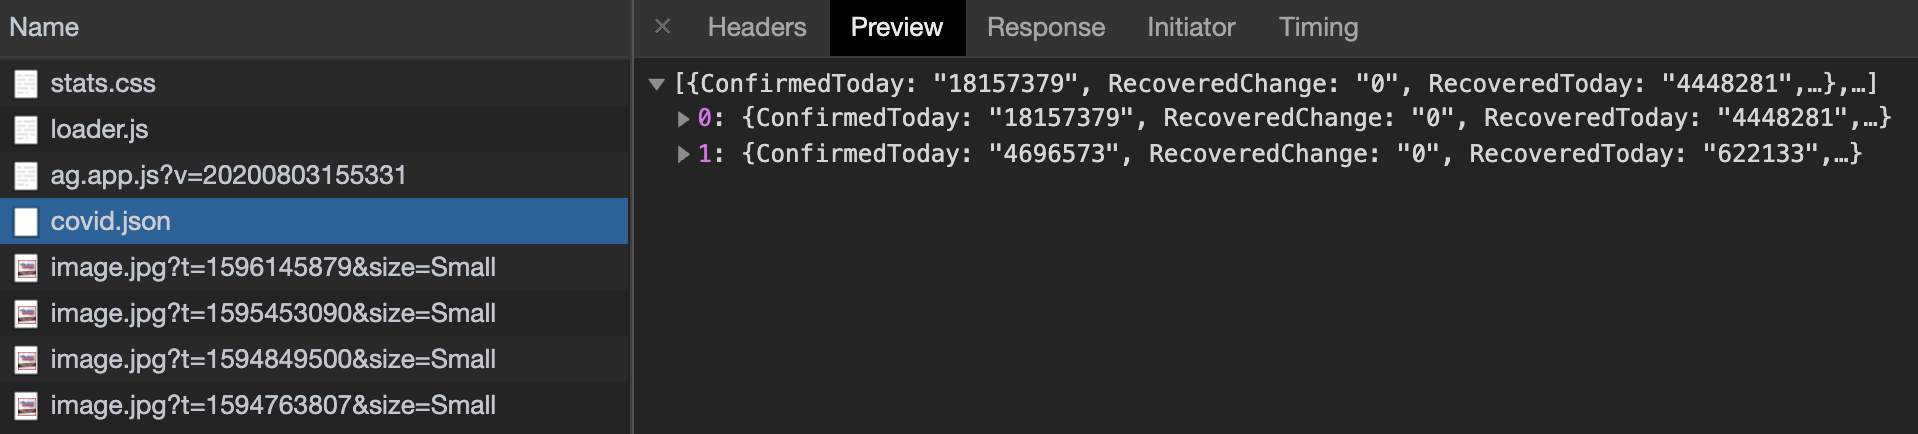 Name
stats.css
loader.js
ag.app.js?v=20200803155331
covid.json
image.jpg?t=1596145879&size=Small
image.jpg?t=1595453090&size=Small
image.jpg?t=1594849500&size=Small
image.jpg?t=1594763807&size=Small
× Headers Preview Response Initiator Timing
▼[{ConfirmedToday: "18157379", RecoveredChange: "0", RecoveredToday: "4448281",…},…]
▶0: {ConfirmedToday: "18157379", RecoveredChange: "0", RecoveredToday: "4448281",…}
▶1: {ConfirmedToday: "4696573", RecoveredChange: "0", RecoveredToday: "622133",…}